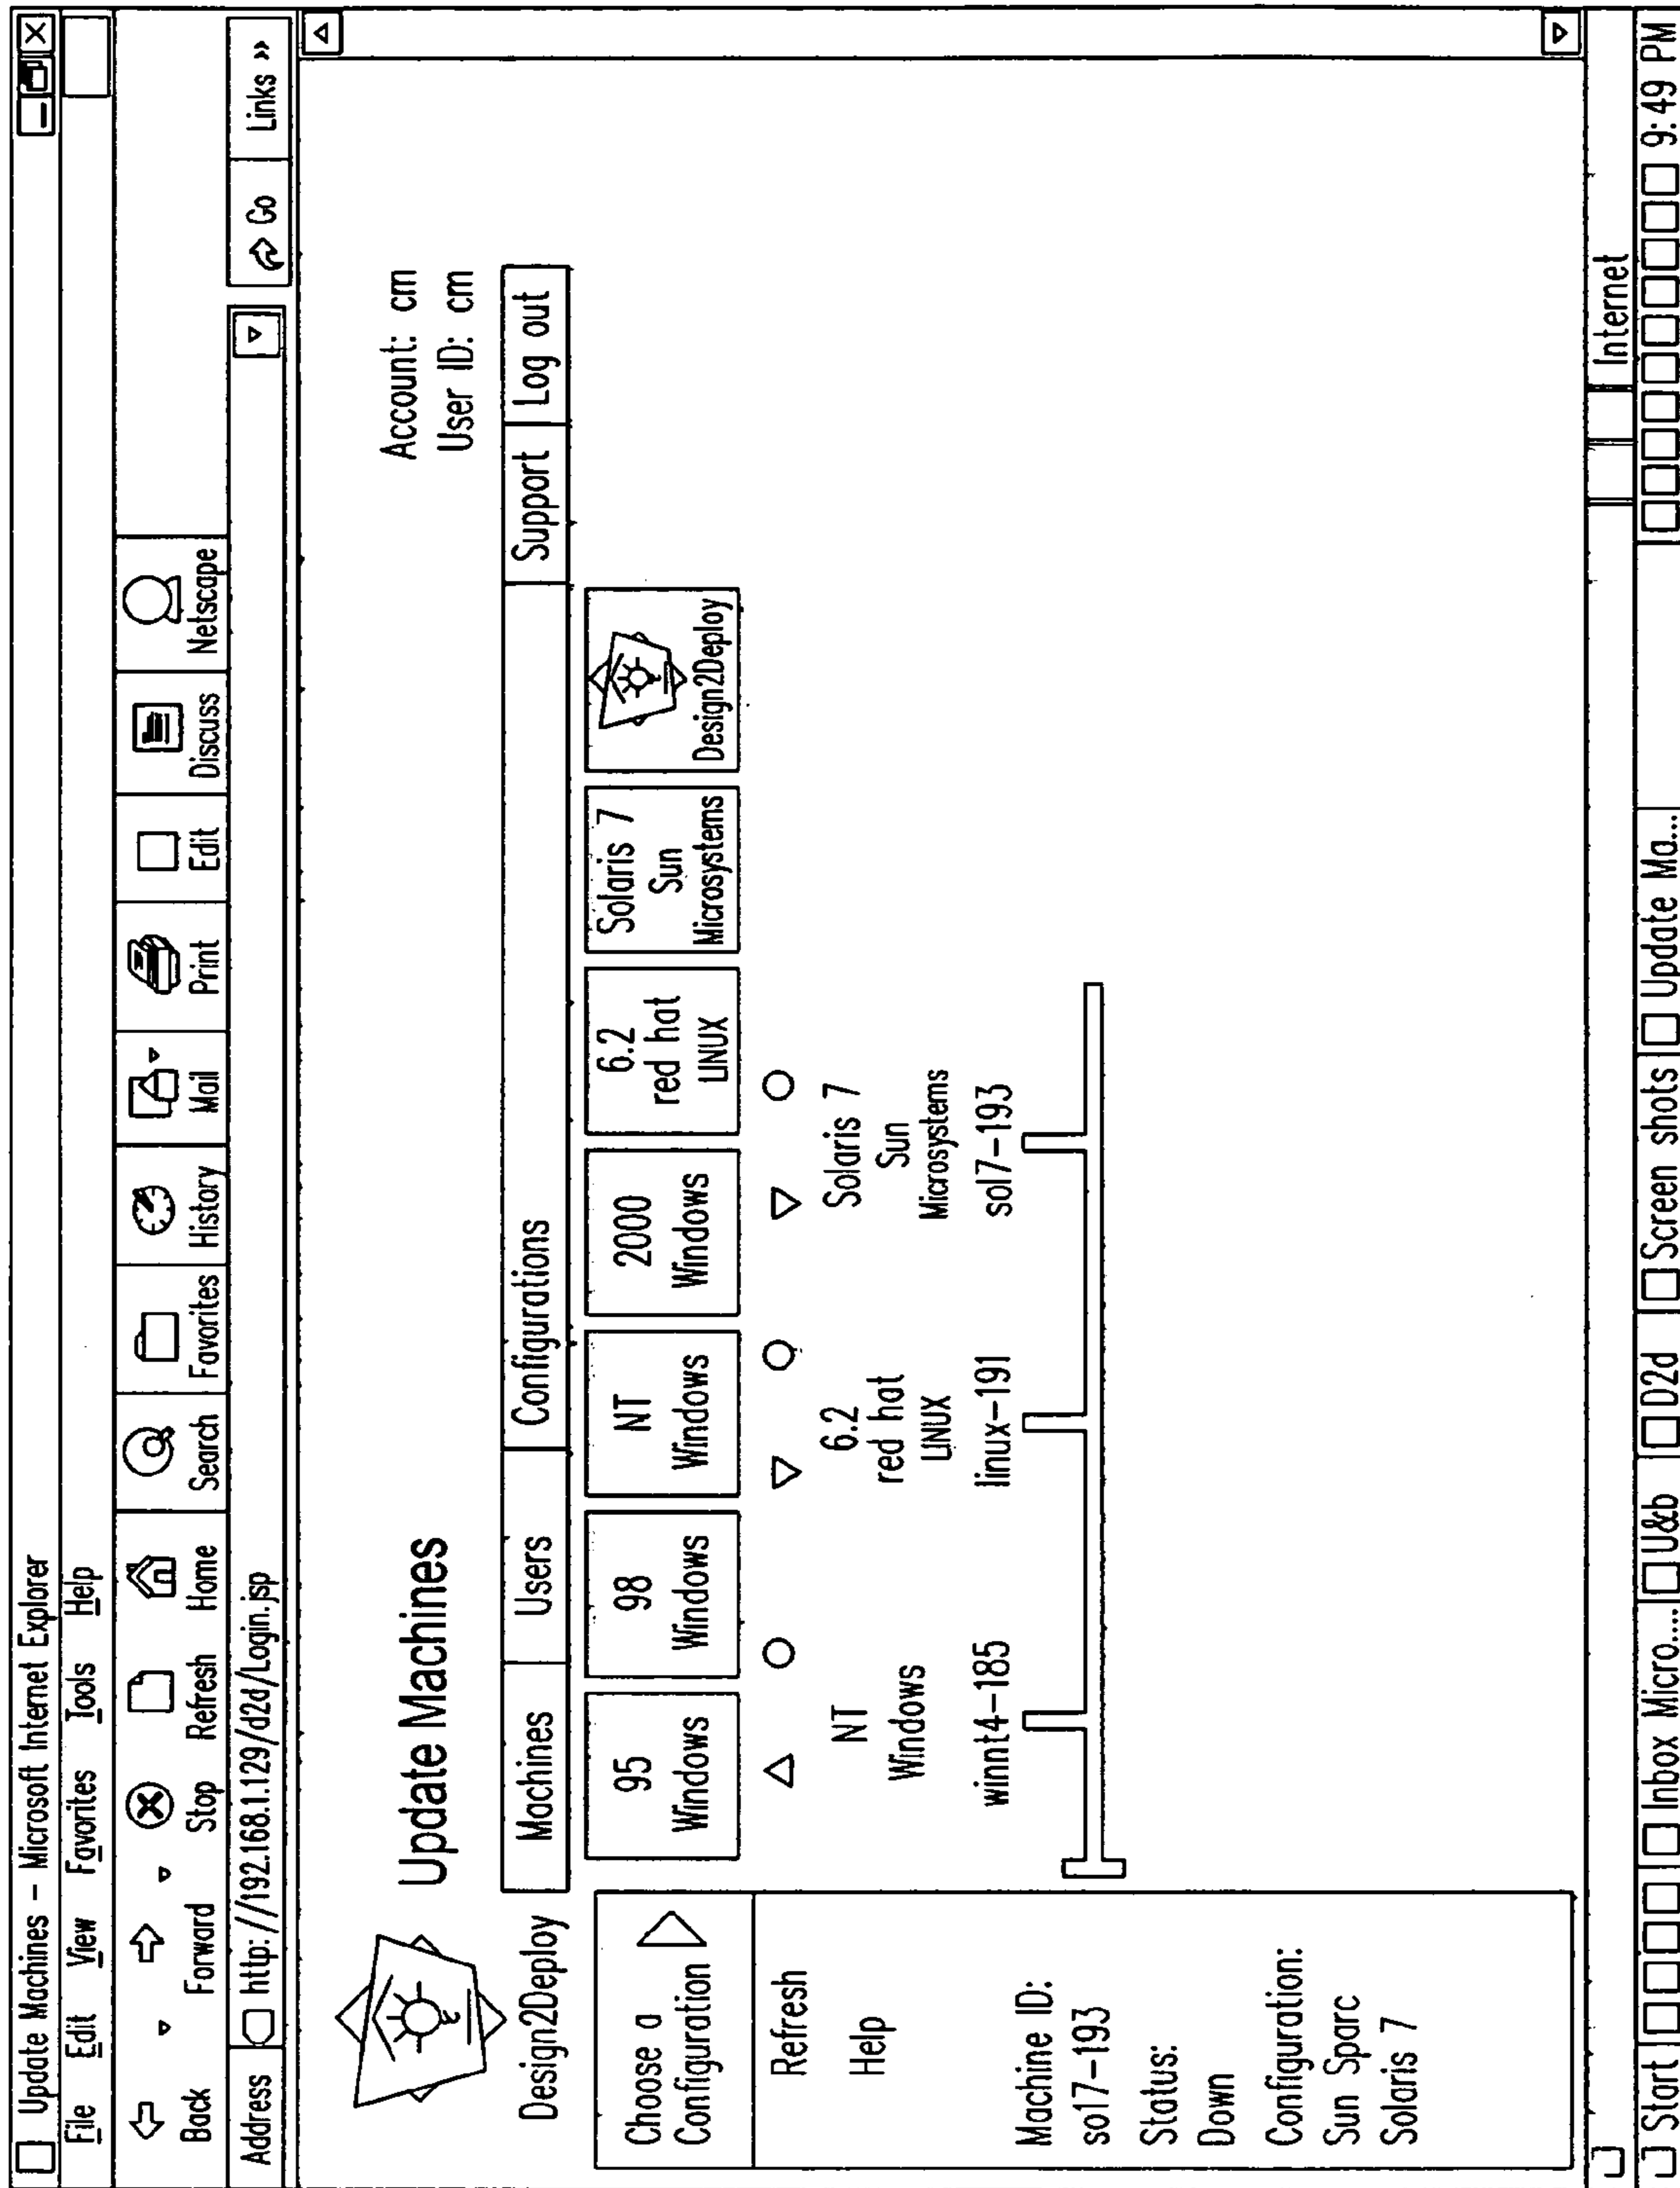 Update Machines – Microsoft Internet Explorer
File Edit View Favorites Tools Help
Back Forward Stop Refresh Home Search Favorites History Mail Print Edit Discuss Netscape
Address http://192.168.1.129/d2d/Login.jsp Go Links »
Design2Deploy
Update Machines
Account: cm
User ID: cm
Machines Users Configurations Support Log out
Choose a
Configuration
Refresh
Help
Machine ID:
so17-193
Status:
Down
Configuration:
Sun Sparc
Solaris 7
95
Windows
98
Windows
NT
Windows
2000
Windows
6.2
red hat
LINUX
Solaris 7
Sun
Microsystems
Design2Deploy
NT
Windows
winnt4-185
6.2
red hat
LINUX
linux-191
Solaris 7
Sun
Microsystems
sol7-193
Internet
Start Inbox Micro.... U&b D2d Screen shots Update Ma... 9:49 PM